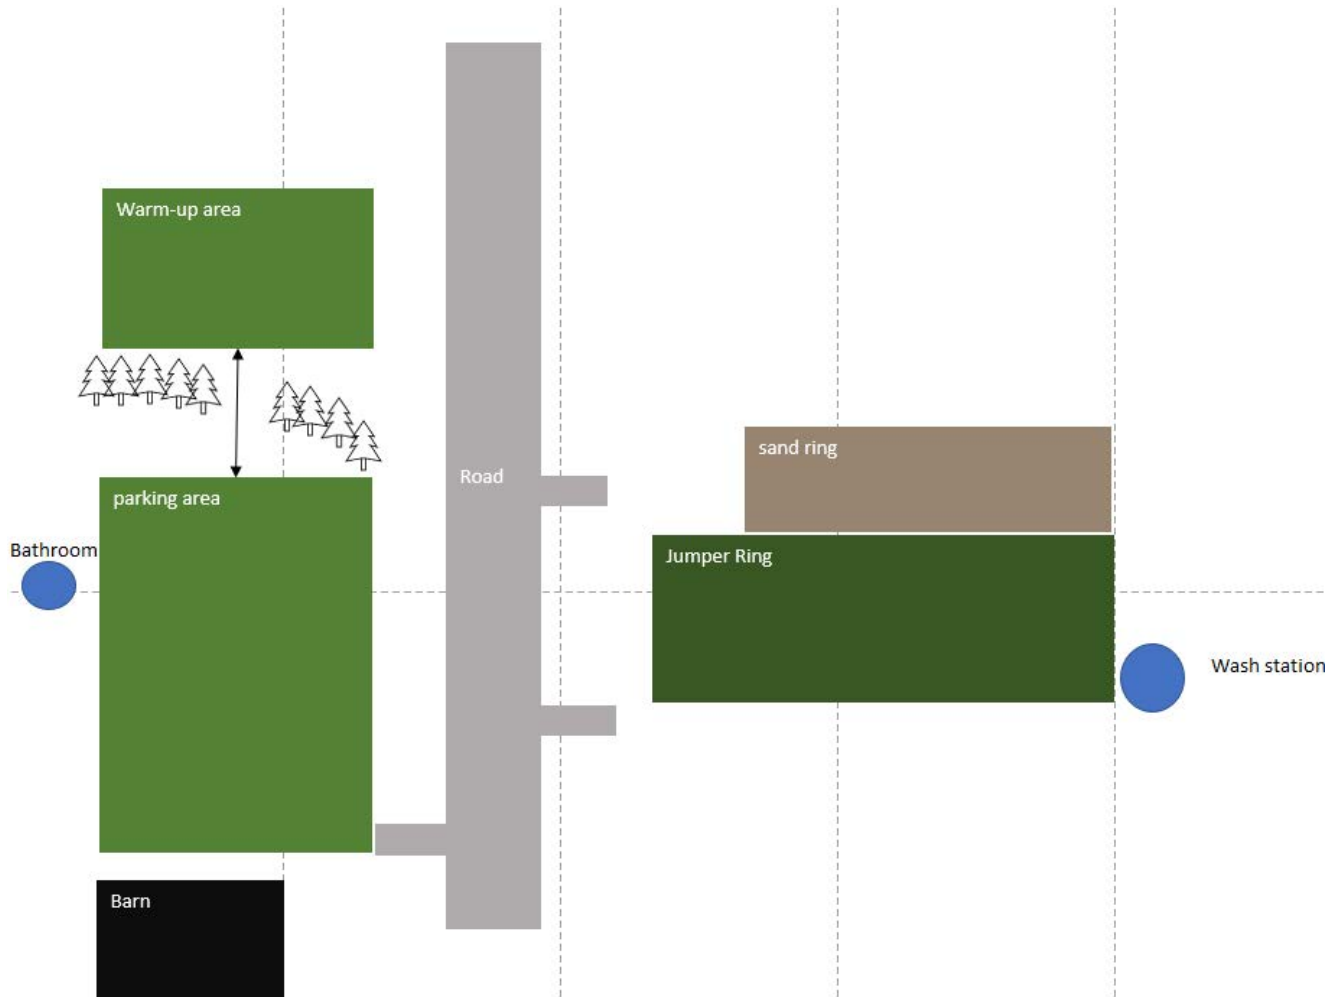 Warm-up area
parking area
Bathroom
Barn
Road
sand ring
Jumper Ring
Wash station